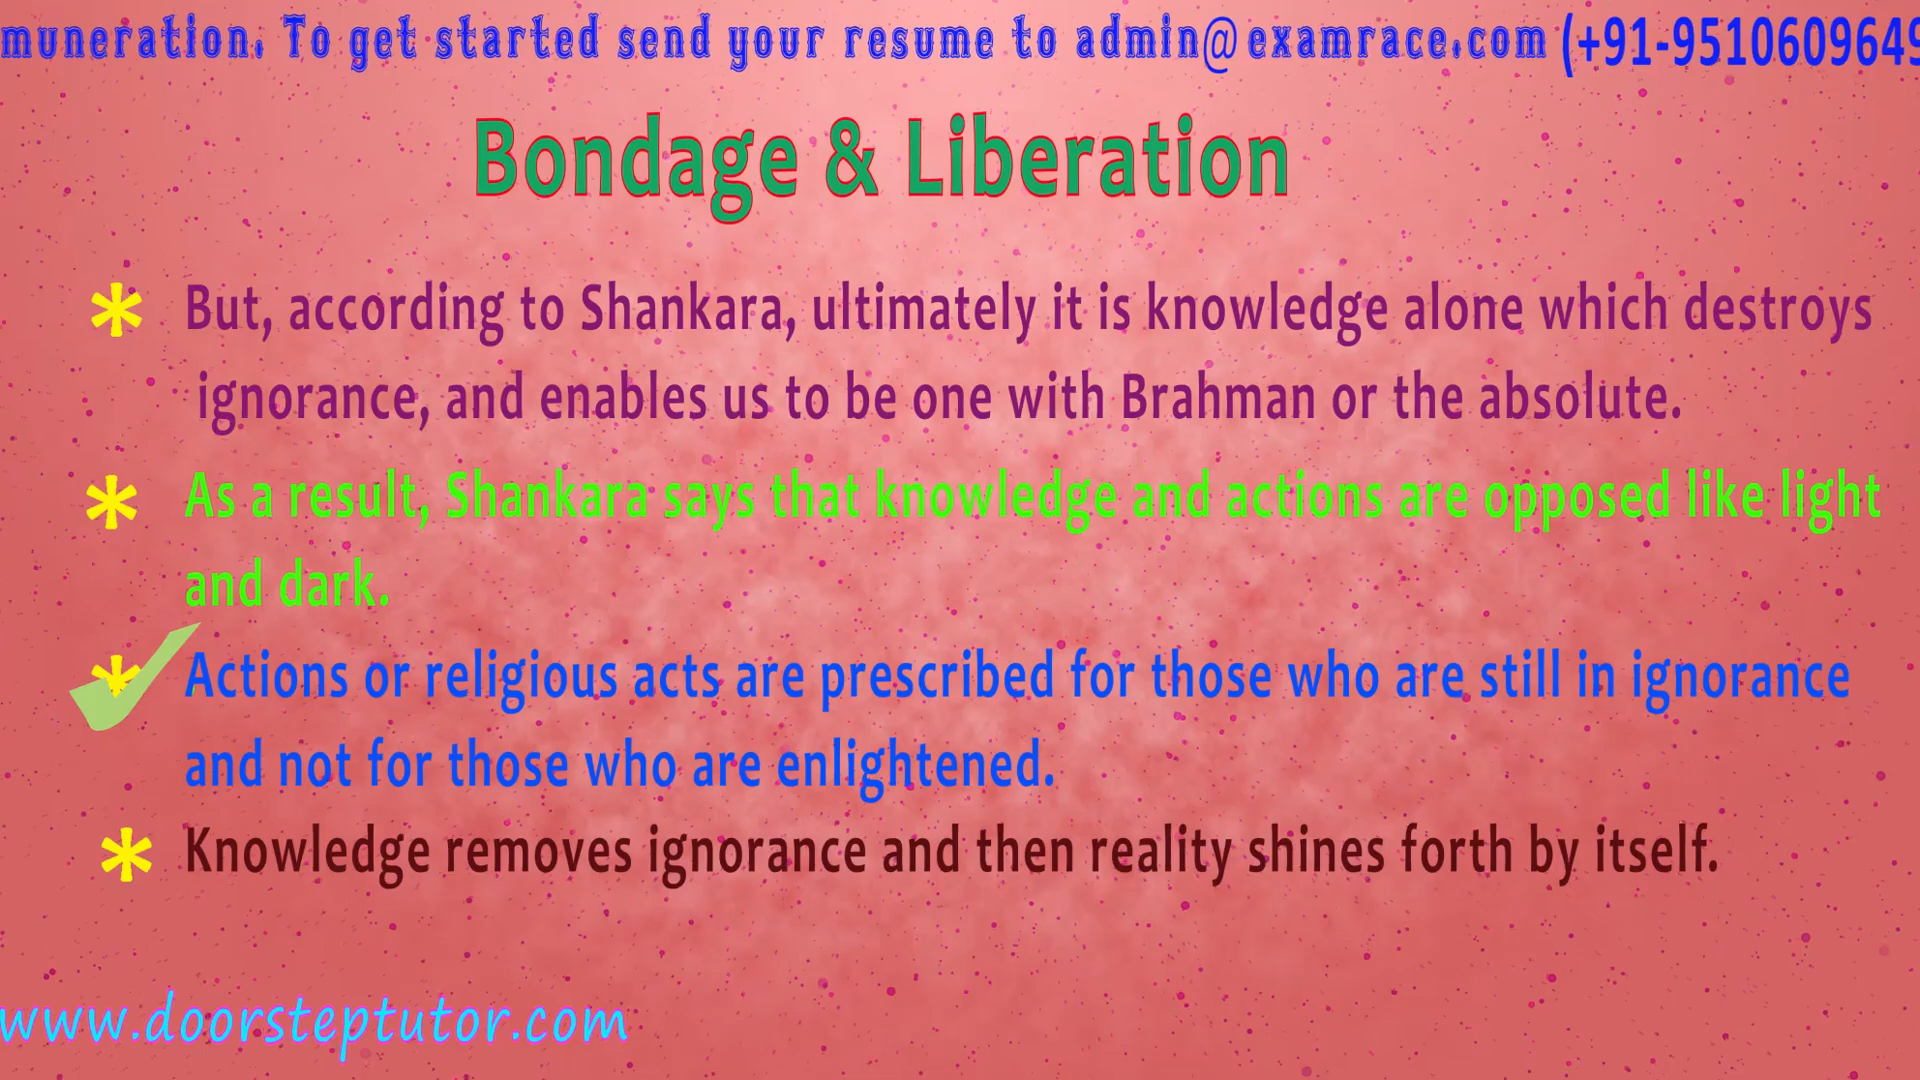 muneration. To get started send your resume to admin@examrace.com (+91-9510609649
Bondage & Liberation
* But, according to Shankara, ultimately it is knowledge alone which destroys
ignorance, and enables us to be one with Brahman or the absolute.
* As a result, Shankara says that knowledge and actions are opposed like light
and dark.
* Actions or religious acts are prescribed for those who are still in ignorance
and not for those who are enlightened.
* Knowledge removes ignorance and then reality shines forth by itself.
www.doorsteptutor.com